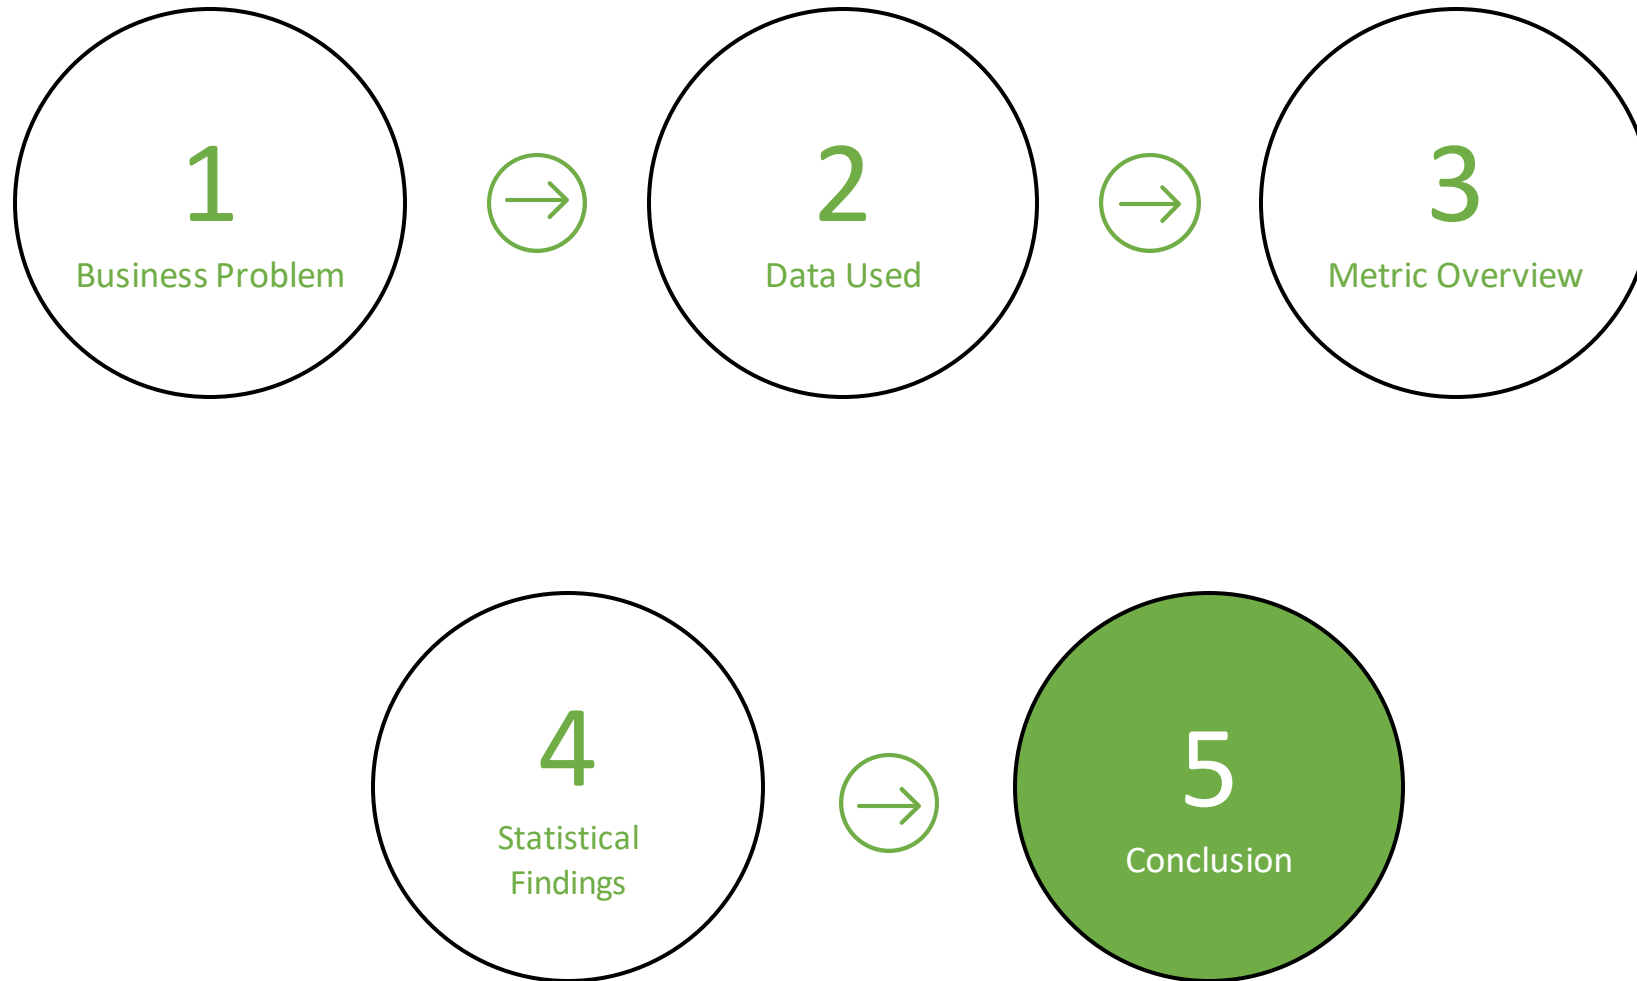 1
Business Problem
2
Data Used
3
Metric Overview
4
Statistical
Findings
5
Conclusion